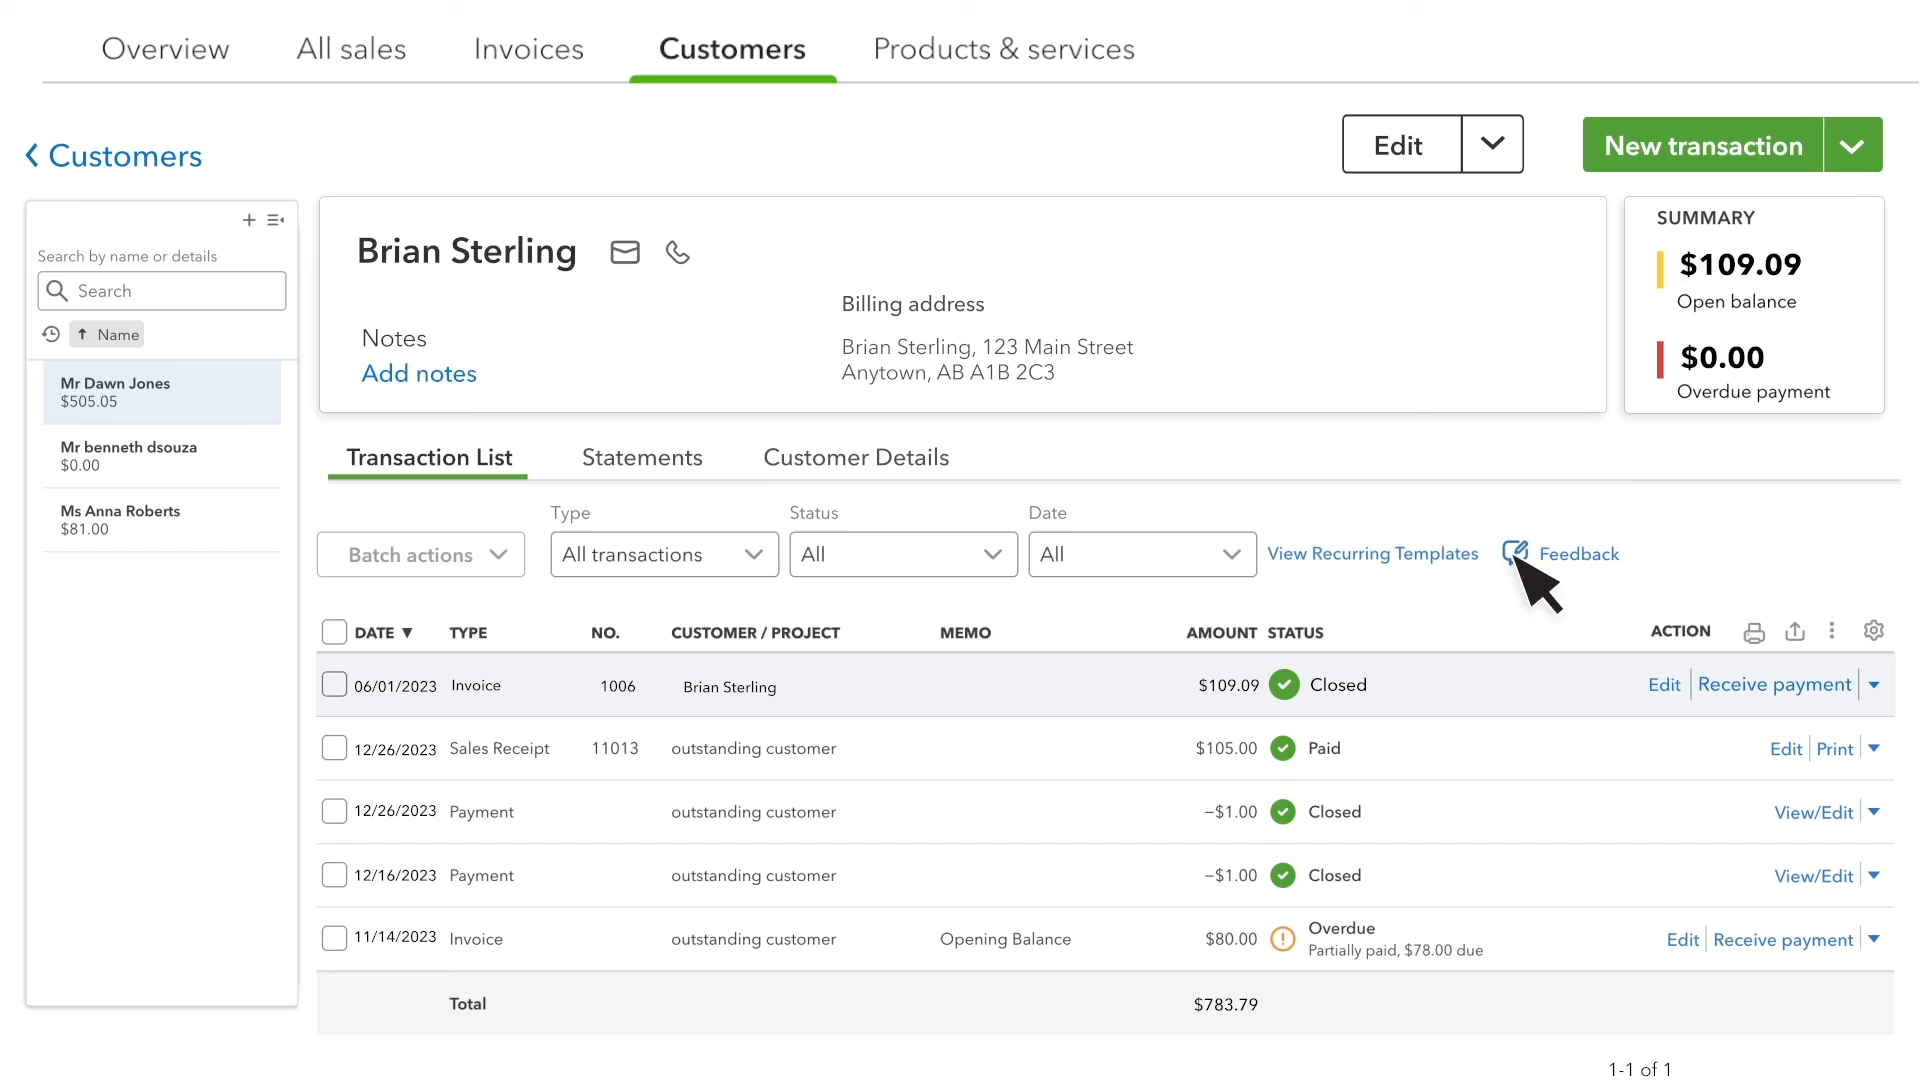 Overview All sales Invoices Customers Products & services
Customers
Edit New transaction
Search by name or details
Search
Name
Mr Dawn Jones
$505.05
Mr benneth dsouza
$0.00
Ms Anna Roberts
$81.00
Brian Sterling
Notes
Add notes
Billing address
Brian Sterling, 123 Main Street
Anytown, AB A1B 2C3
SUMMARY
$109.09
Open balance
$0.00
Overdue payment
Transaction List Statements Customer Details
Type Status Date
Batch actions All transactions All All View Recurring Templates Feedback
DATE ▼ TYPE NO. CUSTOMER / PROJECT MEMO AMOUNT STATUS ACTION
06/01/2023 Invoice 1006 Brian Sterling $109.09 Closed Edit Receive payment
12/26/2023 Sales Receipt 11013 outstanding customer $105.00 Paid Edit Print
12/26/2023 Payment outstanding customer –$1.00 Closed View/Edit
12/16/2023 Payment outstanding customer –$1.00 Closed View/Edit
11/14/2023 Invoice outstanding customer Opening Balance $80.00 Overdue Edit Receive payment
Partially paid, $78.00 due
Total $783.79
1-1 of 1